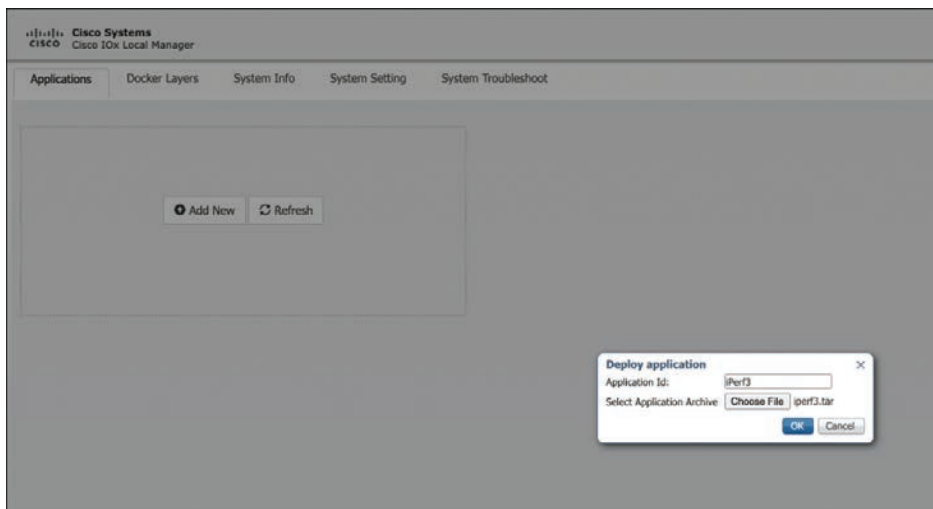 CISCO
Cisco Systems
Cisco IOx Local Manager
Applications Docker Layers System Info System Setting System Troubleshoot
Add New Refresh
Deploy application
Application Id: iPerf3
Select Application Archive Choose File iperf3.tar
OK Cancel